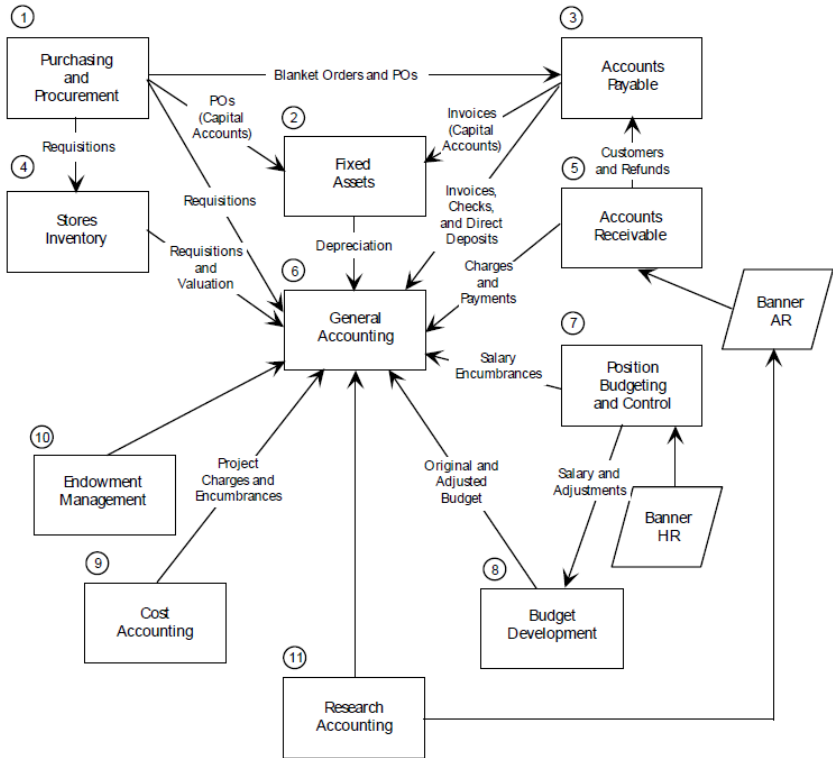 1
Purchasing
and
Procurement
3
Accounts
Payable
Blanket Orders and POs
POs
(Capital
Accounts)
2
Invoices
(Capital
Accounts)
Requisitions
4
Fixed
Assets
Customers
and Refunds
5
Stores
Inventory
Requisitions
Invoices,
Checks,
and Direct
Deposits
Accounts
Receivable
Requisitions
and
Valuation
Depreciation
6
General
Accounting
Charges
and
Payments
Banner
AR
7
Salary
Encumbrances
Position
Budgeting
and Control
10
Endowment
Management
Project
Charges and
Encumbrances
Original and
Adjusted
Budget
Salary and
Adjustments
Banner
HR
9
Cost
Accounting
8
Budget
Development
11
Research
Accounting